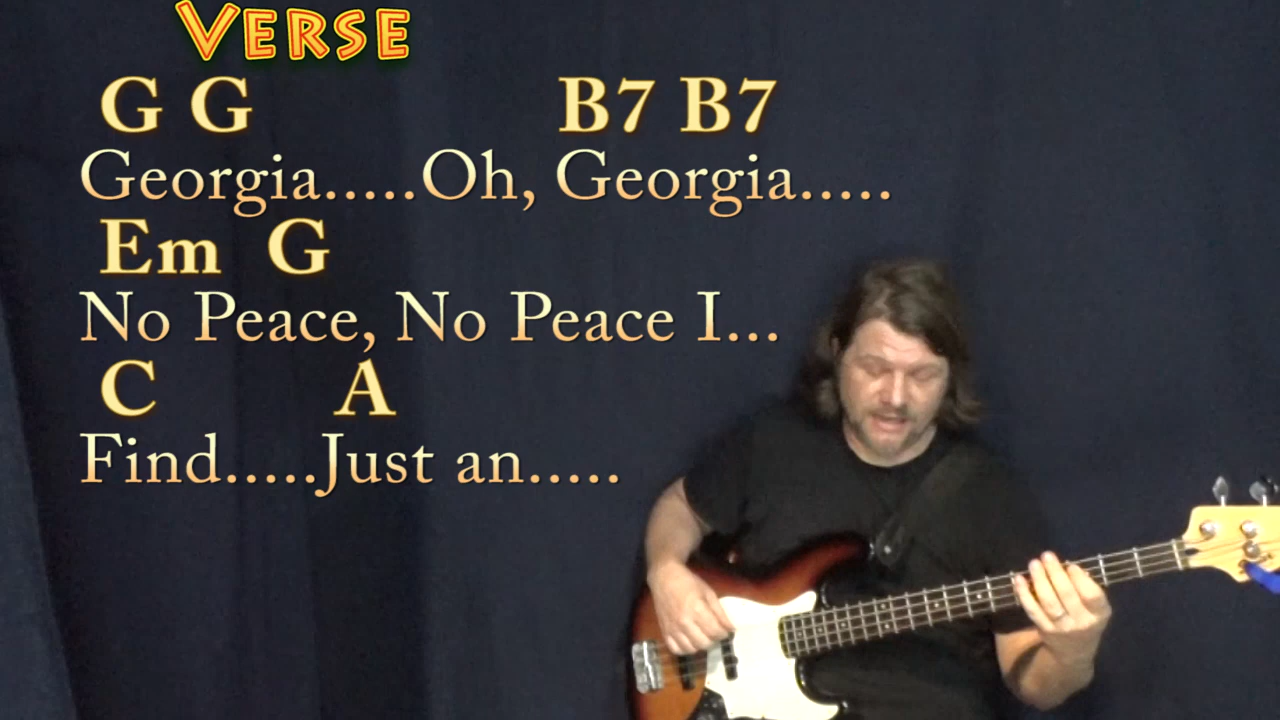 VERSE
G G B7 B7
Georgia.....Oh, Georgia.....
Em G
No Peace, No Peace I...
C A
Find.....Just an.....